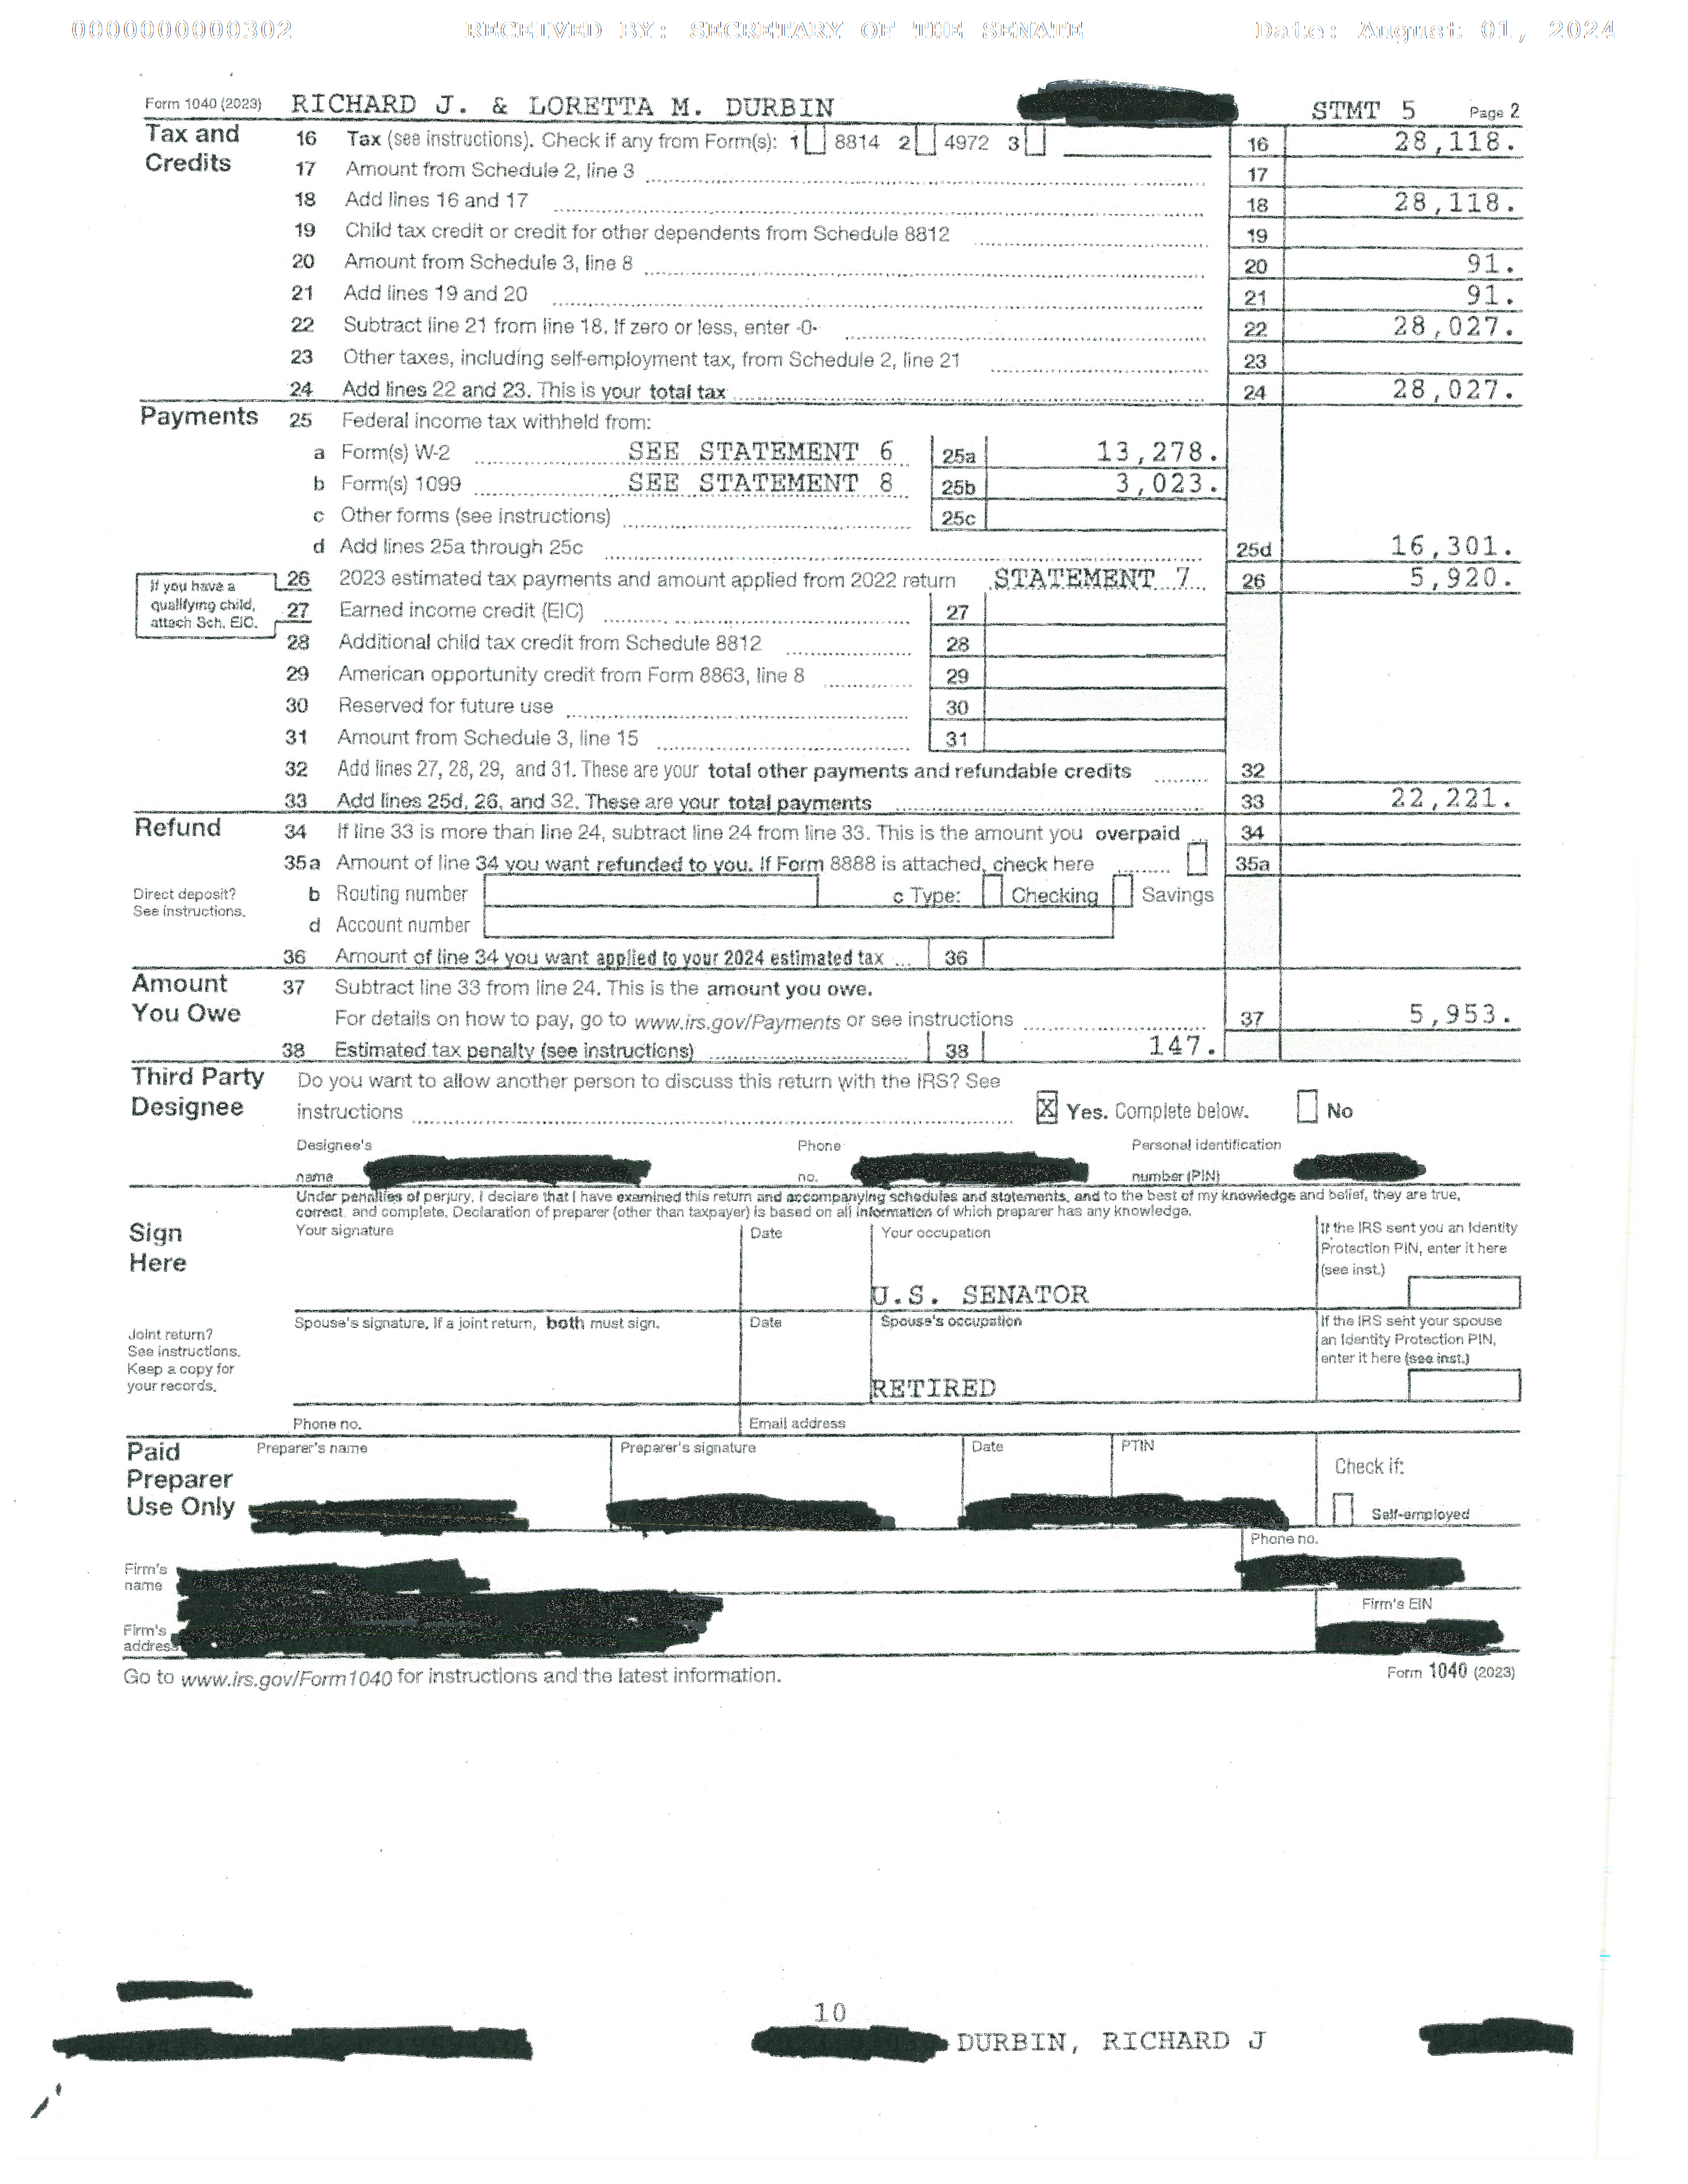 0000000000302 RECEIVED BY: SECRETARY OF THE SENATE Date: August 01, 2024
Form 1040 (2023) RICHARD J. & LORETTA M. DURBIN STMT 5 Page 2
Tax and Credits
16 Tax (see instructions). Check if any from Form(s): 1 8814 2 4972 3 16 28,118.
17 Amount from Schedule 2, line 3 17
18 Add lines 16 and 17 18 28,118.
19 Child tax credit or credit for other dependents from Schedule 8812 19
20 Amount from Schedule 3, line 8 20 91.
21 Add lines 19 and 20 21 91.
22 Subtract line 21 from line 18. If zero or less, enter -0- 22 28,027.
23 Other taxes, including self-employment tax, from Schedule 2, line 21 23
24 Add lines 22 and 23. This is your total tax 24 28,027.
Payments 25 Federal income tax withheld from:
a Form(s) W-2 SEE STATEMENT 6 25a 13,278.
b Form(s) 1099 SEE STATEMENT 8 25b 3,023.
c Other forms (see instructions) 25c
d Add lines 25a through 25c 25d 16,301.
If you have a
qualifying child,
attach Sch. EIC.
26 2023 estimated tax payments and amount applied from 2022 return STATEMENT 7 26 5,920.
27 Earned income credit (EIC) 27
28 Additional child tax credit from Schedule 8812 28
29 American opportunity credit from Form 8863, line 8 29
30 Reserved for future use 30
31 Amount from Schedule 3, line 15 31
32 Add lines 27, 28, 29, and 31. These are your total other payments and refundable credits 32
33 Add lines 25d, 26, and 32. These are your total payments 33 22,221.
Refund 34 If line 33 is more than line 24, subtract line 24 from line 33. This is the amount you overpaid 34
35a Amount of line 34 you want refunded to you. If Form 8888 is attached, check here 35a
Direct deposit?
See instructions.
b Routing number c Type: Checking Savings
d Account number
36 Amount of line 34 you want applied to your 2024 estimated tax 36
Amount
You Owe
37 Subtract line 33 from line 24. This is the amount you owe.
For details on how to pay, go to www.irs.gov/Payments or see instructions 37 5,953.
38 Estimated tax penalty (see instructions) 38 147.
Third Party
Designee
Do you want to allow another person to discuss this return with the IRS? See
instructions X Yes. Complete below. No
Designee's Phone Personal identification
name no. number (PIN)
Under penalties of perjury, I declare that I have examined this return and accompanying schedules and statements, and to the best of my knowledge and belief, they are true,
correct, and complete. Declaration of preparer (other than taxpayer) is based on all information of which preparer has any knowledge.
Sign
Here
Your signature Date Your occupation
If the IRS sent you an Identity
Protection PIN, enter it here
(see inst.)
U.S. SENATOR
Joint return?
See instructions.
Keep a copy for
your records.
Spouse's signature. If a joint return, both must sign. Date Spouse's occupation
If the IRS sent your spouse
an Identity Protection PIN,
enter it here (see inst.)
RETIRED
Phone no. Email address
Paid
Preparer
Use Only
Preparer's name Preparer's signature Date PTIN
Check if:
Self-employed
Phone no.
Firm's
name
Firm's EIN
Firm's
address
Go to www.irs.gov/Form1040 for instructions and the latest information. Form 1040 (2023)
10
DURBIN, RICHARD J